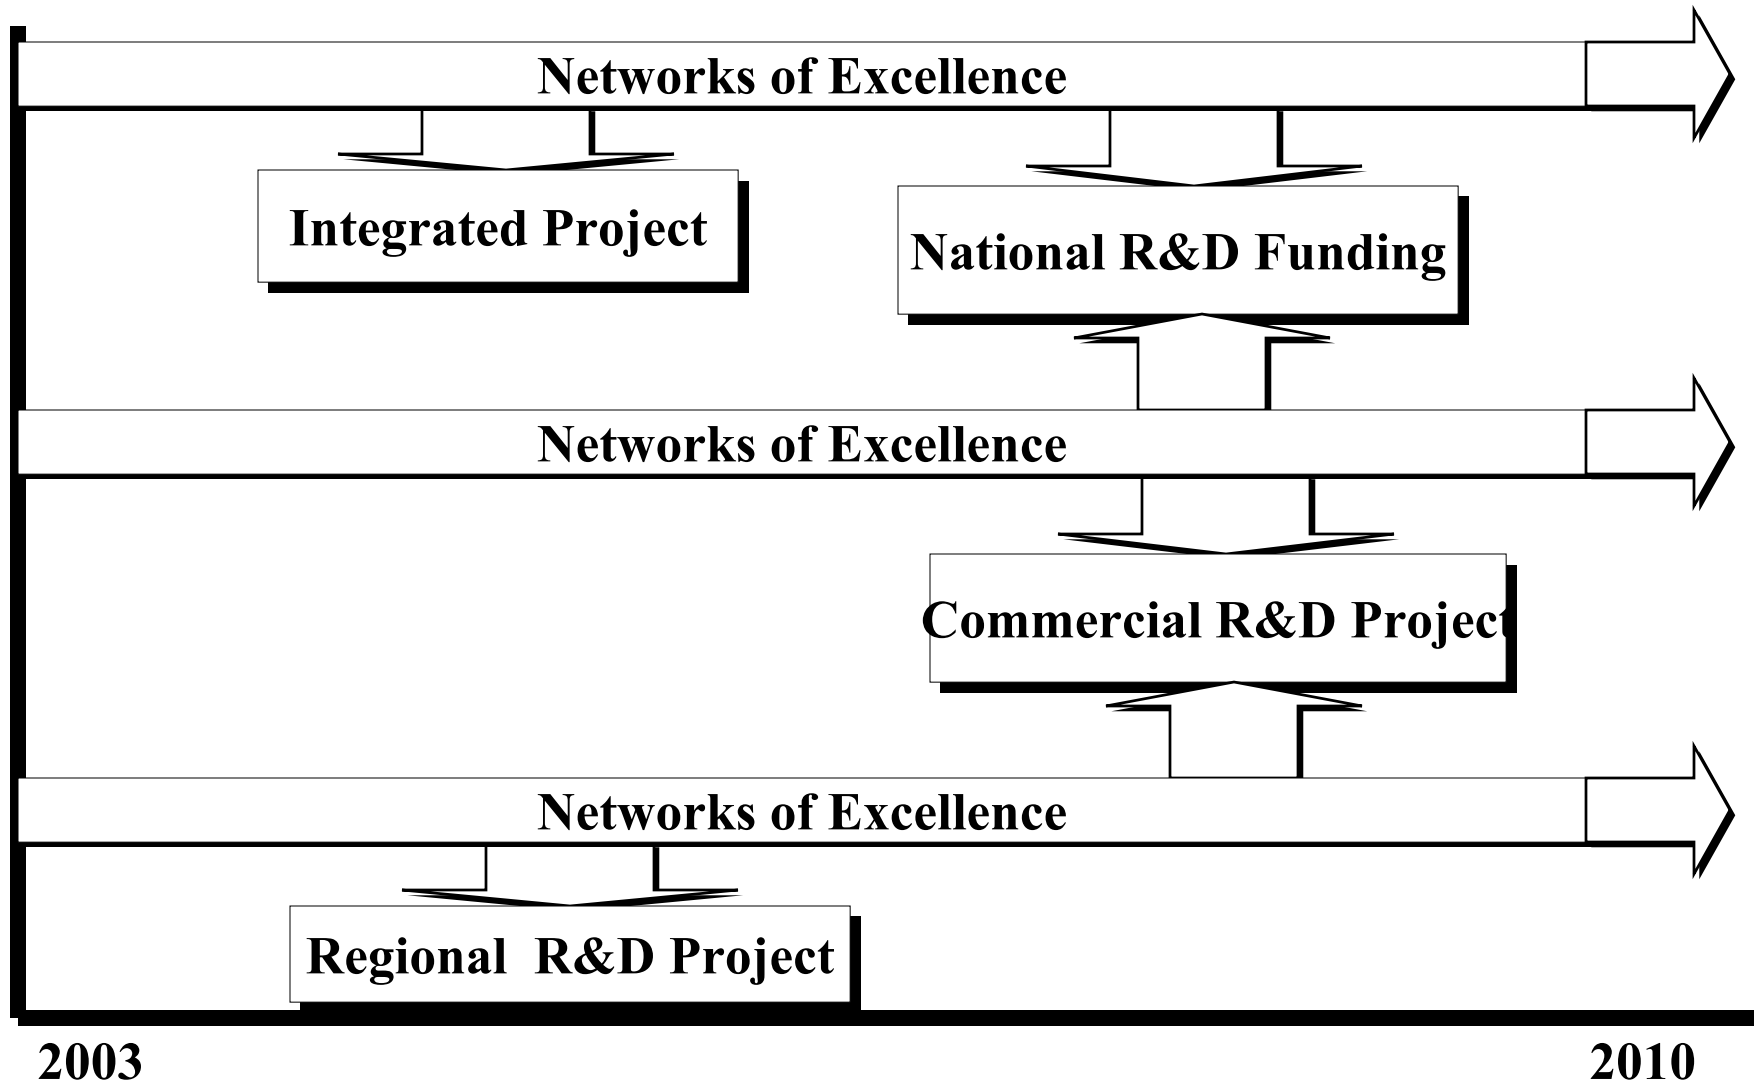 Networks of Excellence
Integrated Project
National R&D Funding
Networks of Excellence
Commercial R&D Project
Networks of Excellence
Regional R&D Project
2003
2010